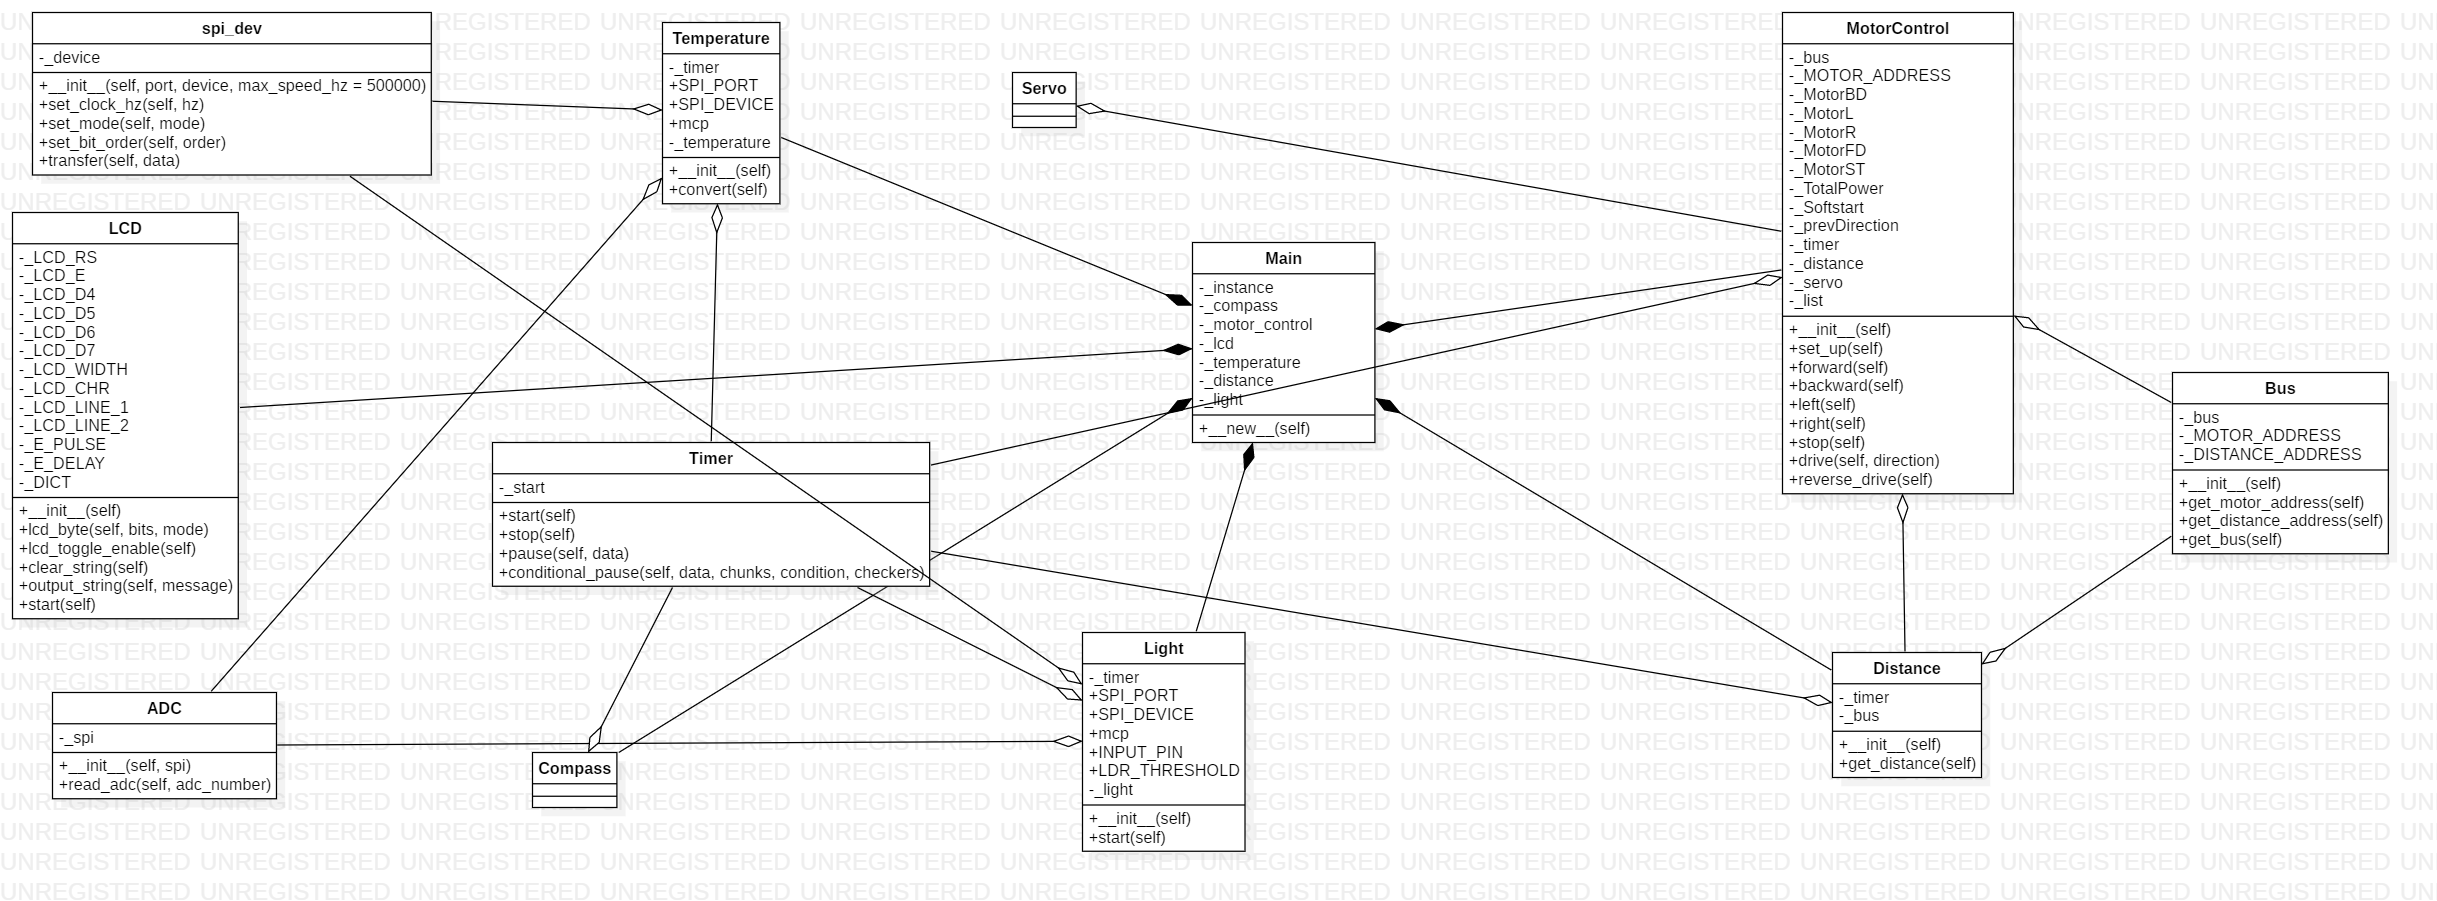 spi_dev
-_device
+__init__(self, port, device, max_speed_hz = 500000)
+set_clock_hz(self, hz)
+set_mode(self, mode)
+set_bit_order(self, order)
+transfer(self, data)
Temperature
-_timer
+SPI_PORT
+SPI_DEVICE
+mcp
-_temperature
+__init__(self)
+convert(self)
Servo
MotorControl
-_bus
-_MOTOR_ADDRESS
-_MotorBD
-_MotorL
-_MotorR
-_MotorFD
-_MotorST
-_TotalPower
-_Softstart
-_prevDirection
-_timer
-_distance
-_servo
-_list
+__init__(self)
+set_up(self)
+forward(self)
+backward(self)
+left(self)
+right(self)
+stop(self)
+drive(self, direction)
+reverse_drive(self)
LCD
-_LCD_RS
-_LCD_E
-_LCD_D4
-_LCD_D5
-_LCD_D6
-_LCD_D7
-_LCD_WIDTH
-_LCD_CHR
-_LCD_LINE_1
-_LCD_LINE_2
-_E_PULSE
-_E_DELAY
-_DICT
+__init__(self)
+lcd_byte(self, bits, mode)
+lcd_toggle_enable(self)
+clear_string(self)
+output_string(self, message)
+start(self)
Main
-_instance
-_compass
-_motor_control
-_lcd
-_temperature
-_distance
-_light
+__new__(self)
Bus
-_bus
-_MOTOR_ADDRESS
-_DISTANCE_ADDRESS
+__init__(self)
+get_motor_address(self)
+get_distance_address(self)
+get_bus(self)
Timer
-_start
+start(self)
+stop(self)
+pause(self, data)
+conditional_pause(self, data, chunks, condition, checkers)
Light
-_timer
+SPI_PORT
+SPI_DEVICE
+mcp
+INPUT_PIN
+LDR_THRESHOLD
-_light
+__init__(self)
+start(self)
Distance
-_timer
-_bus
+__init__(self)
+get_distance(self)
ADC
-_spi
+__init__(self, spi)
+read_adc(self, adc_number)
Compass
UNREGISTERED